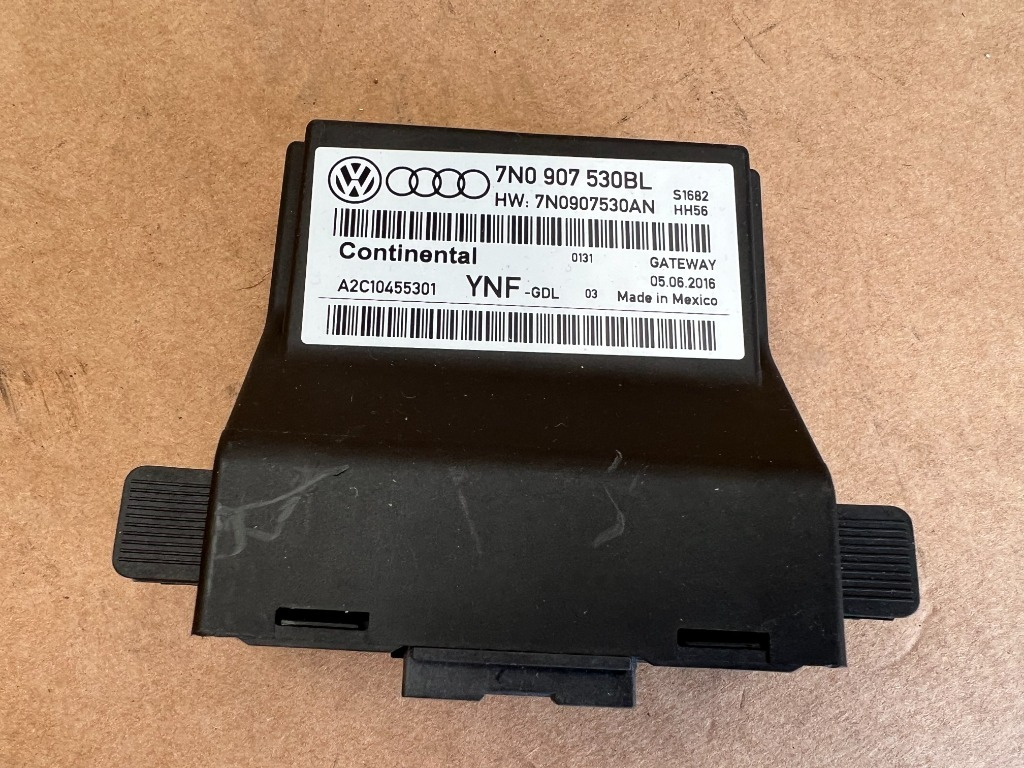 7N0 907 530BL
HW: 7N0907530AN
S1682
HH56
Continental
0131
GATEWAY
A2C10455301
YNF-GDL
03
05.06.2016
Made in Mexico